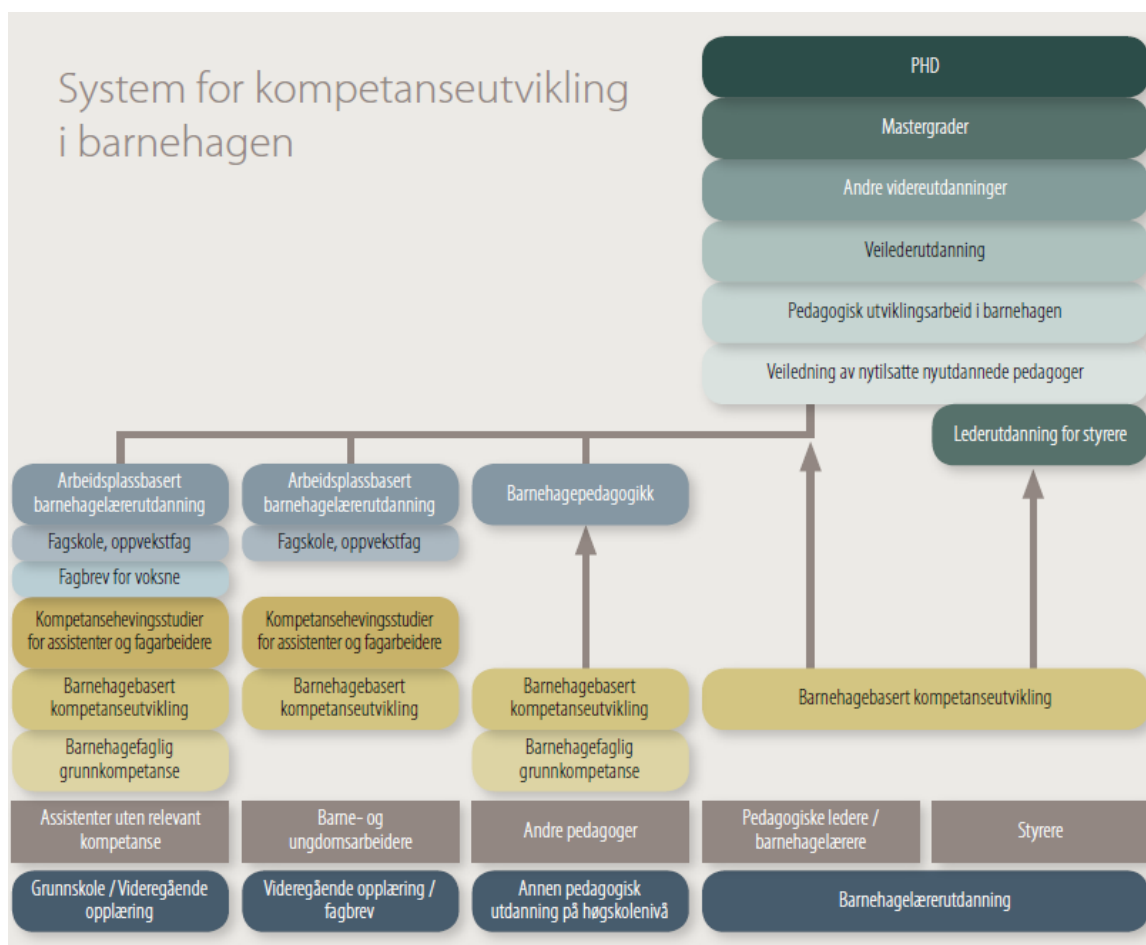 System for kompetanseutvikling
i barnehagen
PHD
Mastergrader
Andre videreutdanninger
Veilederutdanning
Pedagogisk utviklingsarbeid i barnehagen
Veiledning av nytilsatte nyutdannede pedagoger
Lederutdanning for styrere
Arbeidsplassbasert
barnehagelærerutdanning
Fagskole, oppvekstfag
Fagbrev for voksne
Kompetansehevingsstudier
for assistenter og fagarbeidere
Barnehagebasert
kompetanseutvikling
Barnehagefaglig
grunnkompetanse
Assistenter uten relevant
kompetanse
Grunnskole / Videregående
opplæring
Arbeidsplassbasert
barnehagelærerutdanning
Fagskole, oppvekstfag
Kompetansehevingsstudier
for assistenter og fagarbeidere
Barnehagebasert
kompetanseutvikling
Barne- og
ungdomsarbeidere
Videregående opplæring /
fagbrev
Barnehagepedagogikk
Barnehagebasert
kompetanseutvikling
Barnehagefaglig
grunnkompetanse
Andre pedagoger
Annen pedagogisk
utdanning på høgskolenivå
Barnehagebasert kompetanseutvikling
Pedagogiske ledere /
barnehagelærere
Styrere
Barnehagelærerutdanning